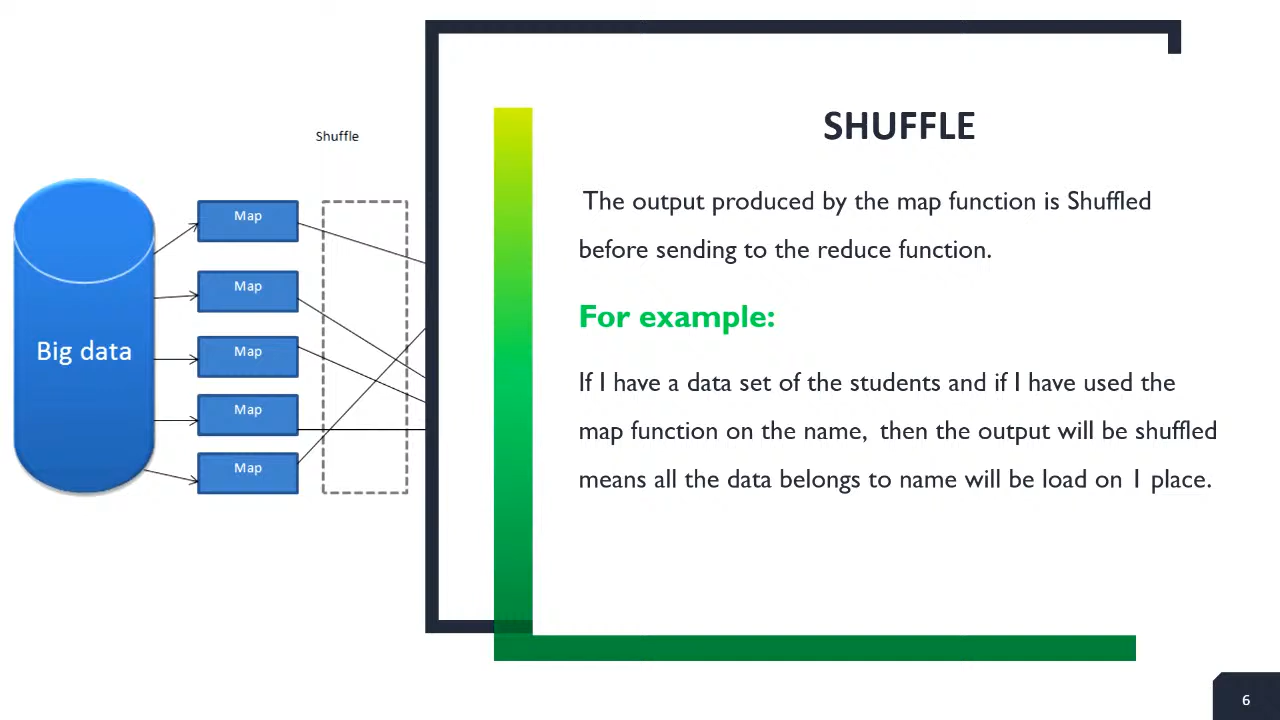 Shuffle
Big data
Map
Map
Map
Map
Map
SHUFFLE
The output produced by the map function is Shuffled
before sending to the reduce function.
For example:
If I have a data set of the students and if I have used the
map function on the name, then the output will be shuffled
means all the data belongs to name will be load on 1 place.
6